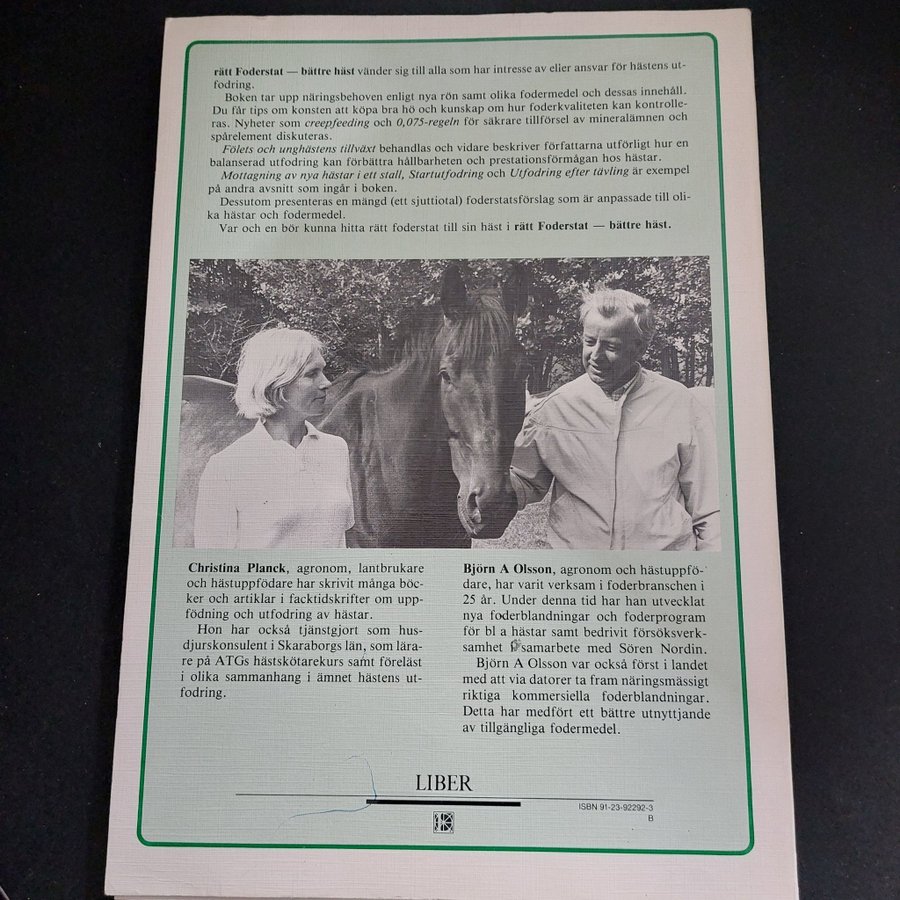 rätt Foderstat — bättre häst vänder sig till alla som har intresse av eller ansvar för hästens ut-
fodring.
Boken tar upp näringsbehoven enligt nya rön samt olika fodermedel och dessas innehåll.
Du får tips om konsten att köpa bra hö och kunskap om hur foderkvaliteten kan kontrolle-
ras. Nyheter som creepfeeding och 0,075-regeln för säkrare tillförsel av mineralämnen och
spårelement diskuteras.
Fölets och unghästens tillväxt behandlas och vidare beskriver författarna utförligt hur en
balanserad utfodring kan förbättra hållbarheten och prestationsförmågan hos hästar.
Mottagning av nya hästar i ett stall, Startutfodring och Utfodring efter tävling är exempel
på andra avsnitt som ingår i boken.
Dessutom presenteras en mängd (ett sjuttiotal) foderstatsförslag som är anpassade till oli-
ka hästar och fodermedel.
Var och en bör kunna hitta rätt foderstat till sin häst i rätt Foderstat — bättre häst.
Christina Planck, agronom, lantbrukare
och hästuppfödare har skrivit många böc-
ker och artiklar i facktidskrifter om upp-
födning och utfodring av hästar.
Hon har också tjänstgjort som hus-
djurskonsulent i Skaraborgs län, som lära-
re på ATGs hästskötarekurs samt föreläst
i olika sammanhang i ämnet hästens ut-
fodring.
Björn A Olsson, agronom och hästuppfö-
dare, har varit verksam i foderbranschen i
25 år. Under denna tid har han utvecklat
nya foderblandningar och foderprogram
för bl a hästar samt bedrivit försöksverk-
samhet samarbete med Sören Nordin.
Björn A Olsson var också först i landet
med att via datorer ta fram näringsmässigt
riktiga kommersiella foderblandningar.
Detta har medfört ett bättre utnyttjande
av tillgängliga fodermedel.
LIBER
ISBN 91-23-92292-3
B